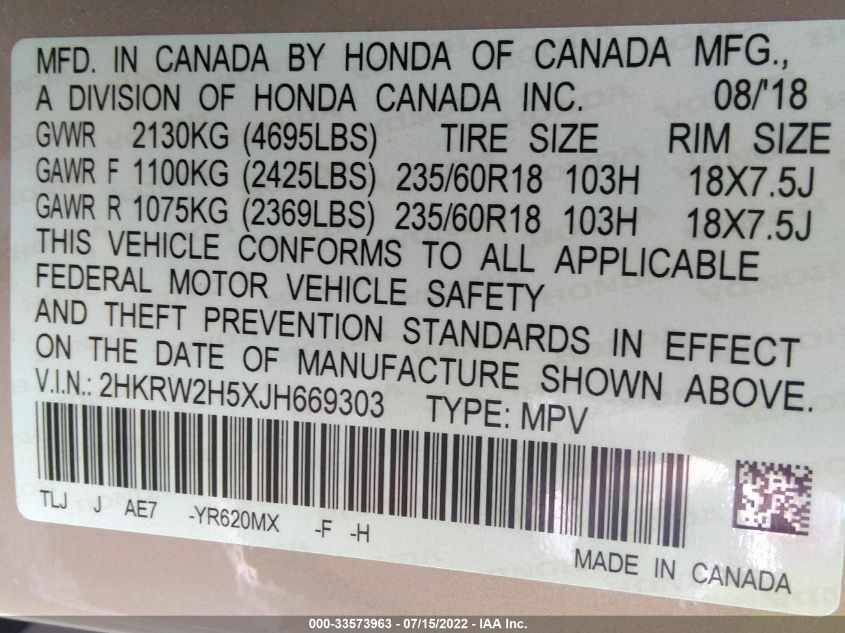 MFD. IN CANADA BY HONDA OF CANADA MFG.,
A DIVISION OF HONDA CANADA INC. 08/'18
GVWR 2130KG (4695LBS) TIRE SIZE RIM SIZE
GAWR F 1100KG (2425LBS) 235/60R18 103H 18X7.5J
GAWR R 1075KG (2369LBS) 235/60R18 103H 18X7.5J
THIS VEHICLE CONFORMS TO ALL APPLICABLE
FEDERAL MOTOR VEHICLE SAFETY
AND THEFT PREVENTION STANDARDS IN EFFECT
ON THE DATE OF MANUFACTURE SHOWN ABOVE.
V.I.N.: 2HKRW2H5XJH669303 TYPE: MPV
TLJ J AE7 -YR620MX -F -H
MADE IN CANADA
000-33573963 - 07/15/2022 - IAA Inc.